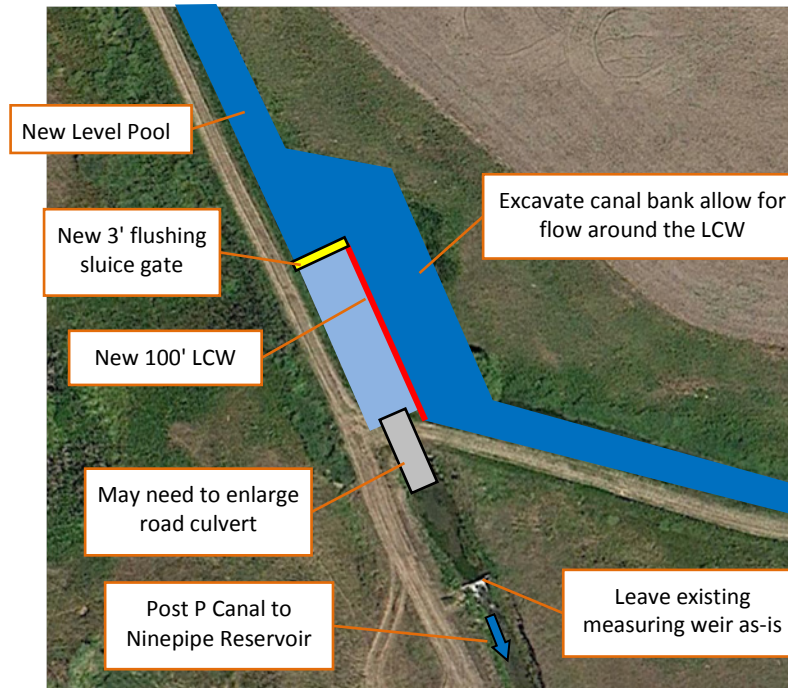 New Level Pool
Excavate canal bank allow for
flow around the LCW
New 3' flushing
sluice gate
New 100' LCW
May need to enlarge
road culvert
Post P Canal to
Ninepipe Reservoir
Leave existing
measuring weir as-is